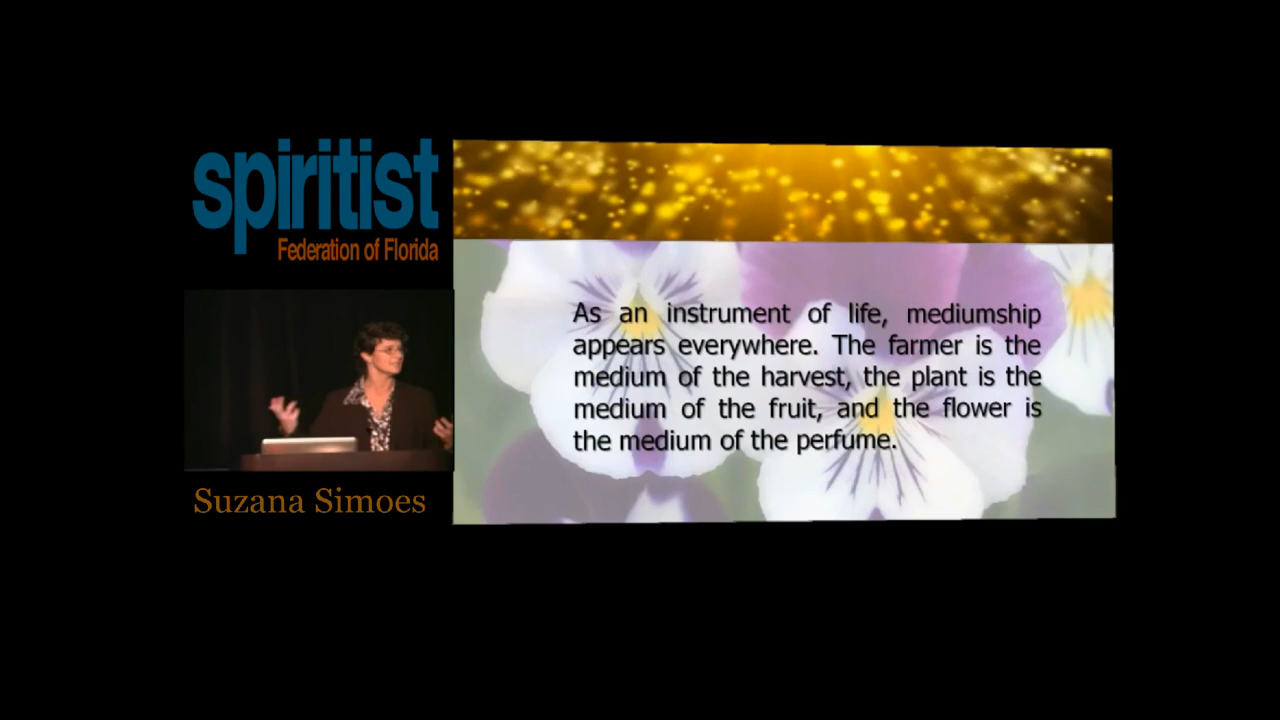 spiritist
Federation of Florida
As an instrument of life, mediumship
appears everywhere. The farmer is the
medium of the harvest, the plant is the
medium of the fruit, and the flower is
the medium of the perfume.
Suzana Simoes